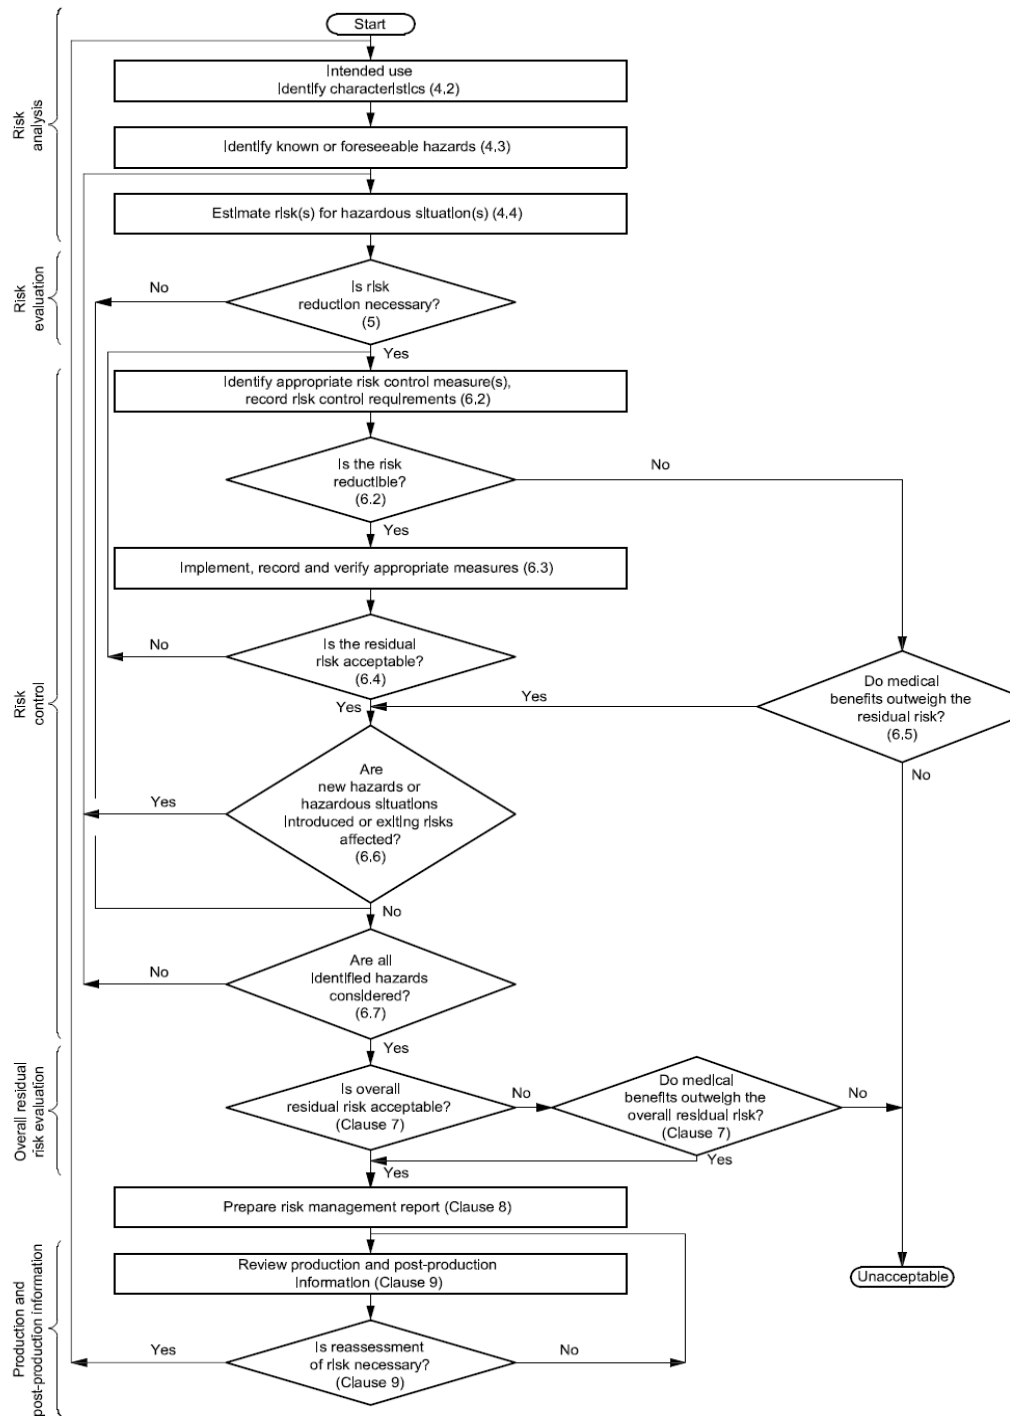 Start
Risk
analysis
Intended use
Identify characteristics (4,2)
Identify known or foreseeable hazards (4,3)
Estimate risk(s) for hazardous situation(s) (4,4)
Risk
evaluation
No
Is risk
reduction necessary?
(5)
Yes
Identify appropriate risk control measure(s),
record risk control requirements (6,2)
Is the risk
reductible?
(6.2)
No
Yes
Implement, record and verify appropriate measures (6.3)
Risk
control
No
Is the residual
risk acceptable?
(6.4)
Yes
Yes
Do medical
benefits outweigh the
residual risk?
(6.5)
No
Yes
Are
new hazards or
hazardous situations
introduced or exiting risks
affected?
(6.6)
No
No
Are all
identified hazards
considered?
(6.7)
Yes
Overall residual
risk evaluation
Is overall
residual risk acceptable?
(Clause 7)
No
Do medical
benefits outweigh the
overall residual risk?
(Clause 7)
No
Yes
Yes
Prepare risk management report (Clause 8)
Production and
post-production information
Review production and post-production
information (Clause 9)
Unacceptable
Yes
Is reassessment
of risk necessary?
(Clause 9)
No